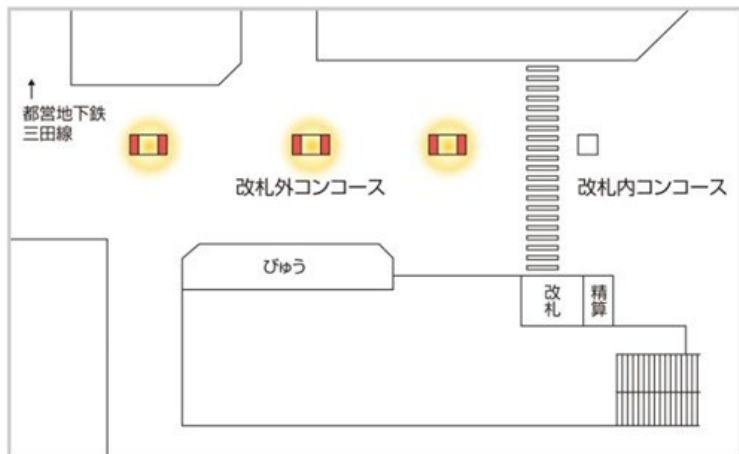 ↑
都営地下鉄
三田線
改札外コンコース
改札内コンコース
びゅう
改札
精算